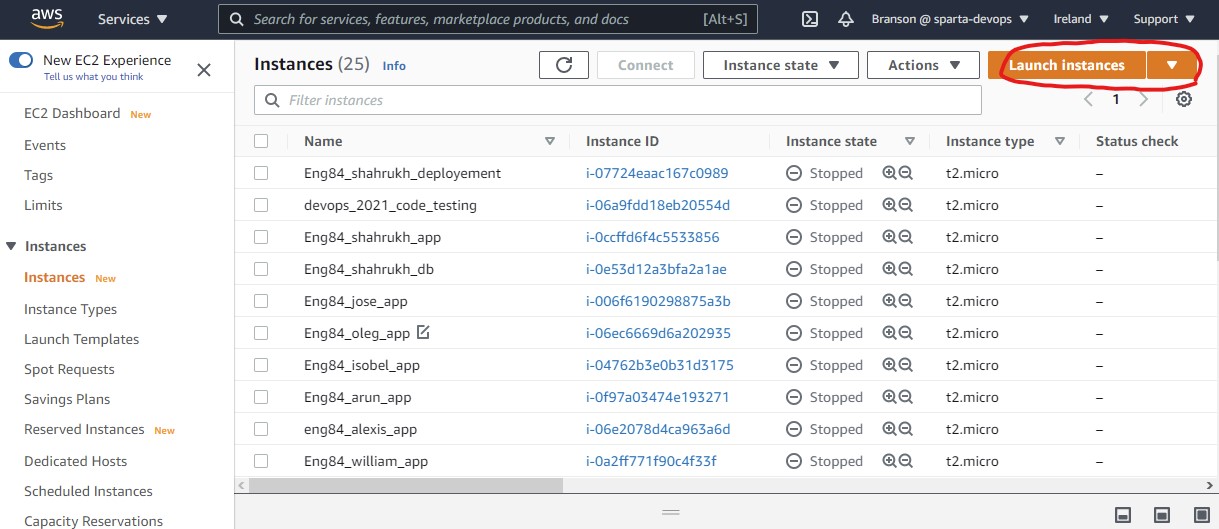 aws Services Search for services, features, marketplace products, and docs [Alt+S] Branson @ sparta-devops Ireland Support
New EC2 Experience
Tell us what you think
EC2 Dashboard New
Events
Tags
Limits
Instances
Instances New
Instance Types
Launch Templates
Spot Requests
Savings Plans
Reserved Instances New
Dedicated Hosts
Scheduled Instances
Capacity Reservations
Instances (25) Info Connect Instance state Actions Launch instances
Filter instances 1
Name Instance ID Instance state Instance type Status check
Eng84_shahrukh_deployement i-07724eaac167c0989 Stopped t2.micro –
devops_2021_code_testing i-06a9fdd18eb20554d Stopped t2.micro –
Eng84_shahrukh_app i-0ccffd6f4c5533856 Stopped t2.micro –
Eng84_shahrukh_db i-0e53d12a3bfa2a1ae Stopped t2.micro –
Eng84_jose_app i-006f6190298875a3b Stopped t2.micro –
Eng84_oleg_app i-06ec6669d6a202935 Stopped t2.micro –
Eng84_isobel_app i-04762b3e0b31d3175 Stopped t2.micro –
Eng84_arun_app i-0f97a03474e193271 Stopped t2.micro –
eng84_alexis_app i-06e2078d4ca963a6d Stopped t2.micro –
Eng84_william_app i-0a2ff771f90c4f33f Stopped t2.micro –